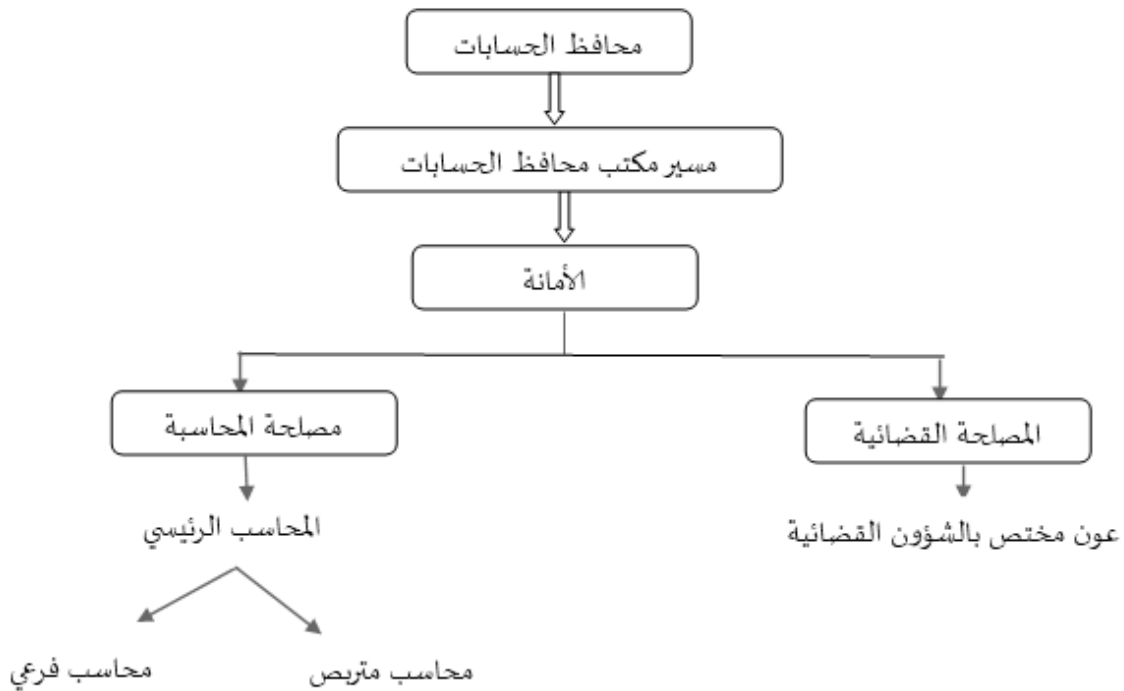 محافظ الحسابات
مسير مكتب محافظ الحسابات
الأمانة
المصلحة القضائية
مصلحة المحاسبة
عون مختص بالشؤون القضائية
المحاسب الرئيسي
محاسب متربص
محاسب فرعي